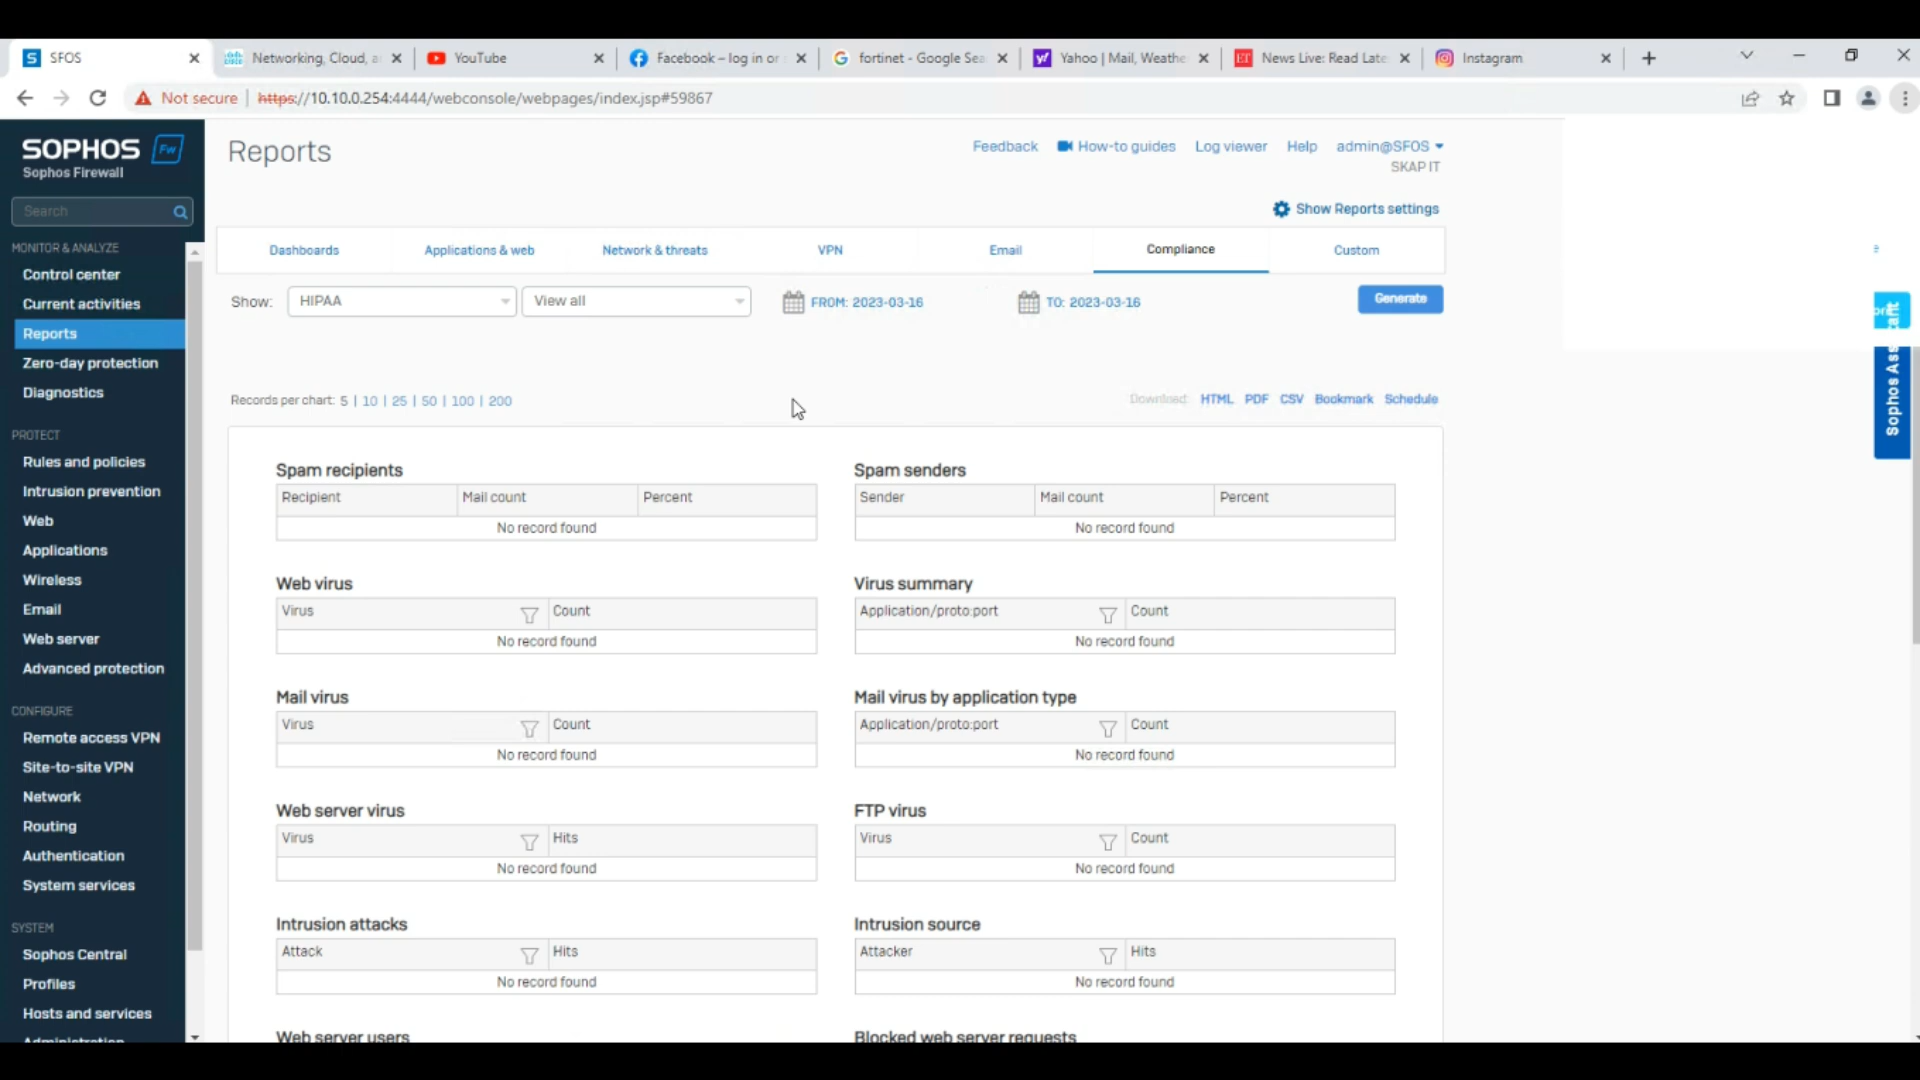 SFOS
Networking, Cloud, a
YouTube
Facebook – log in or
fortinet - Google Sea
Yahoo | Mail, Weathe
News Live: Read Late
Instagram
Not secure | https://10.10.0.254:4444/webconsole/webpages/index.jsp#59867
SOPHOS Fw
Sophos Firewall
Search
MONITOR & ANALYZE
Control center
Current activities
Reports
Zero-day protection
Diagnostics
PROTECT
Rules and policies
Intrusion prevention
Web
Applications
Wireless
Email
Web server
Advanced protection
CONFIGURE
Remote access VPN
Site-to-site VPN
Network
Routing
Authentication
System services
SYSTEM
Sophos Central
Profiles
Hosts and services
Administration
Reports
Feedback How-to guides Log viewer Help admin@SFOS
SKAP IT
Show Reports settings
Dashboards Applications & web Network & threats VPN Email Compliance Custom
Show: HIPAA View all FROM: 2023-03-16 TO: 2023-03-16 Generate
Records per chart: 5 | 10 | 25 | 50 | 100 | 200
Download: HTML PDF CSV Bookmark Schedule
Spam recipients
Recipient Mail count Percent
No record found
Spam senders
Sender Mail count Percent
No record found
Web virus
Virus Count
No record found
Virus summary
Application/proto:port Count
No record found
Mail virus
Virus Count
No record found
Mail virus by application type
Application/proto:port Count
No record found
Web server virus
Virus Hits
No record found
FTP virus
Virus Count
No record found
Intrusion attacks
Attack Hits
No record found
Intrusion source
Attacker Hits
No record found
Web server users
Blocked web server requests
Sophos Ass